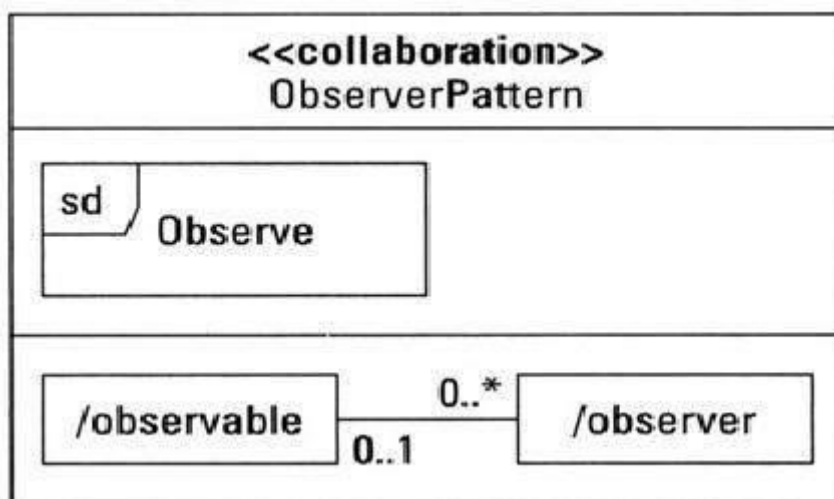 <<collaboration>>
ObserverPattern
sd
Observe
/observable
0..1
0..*
/observer